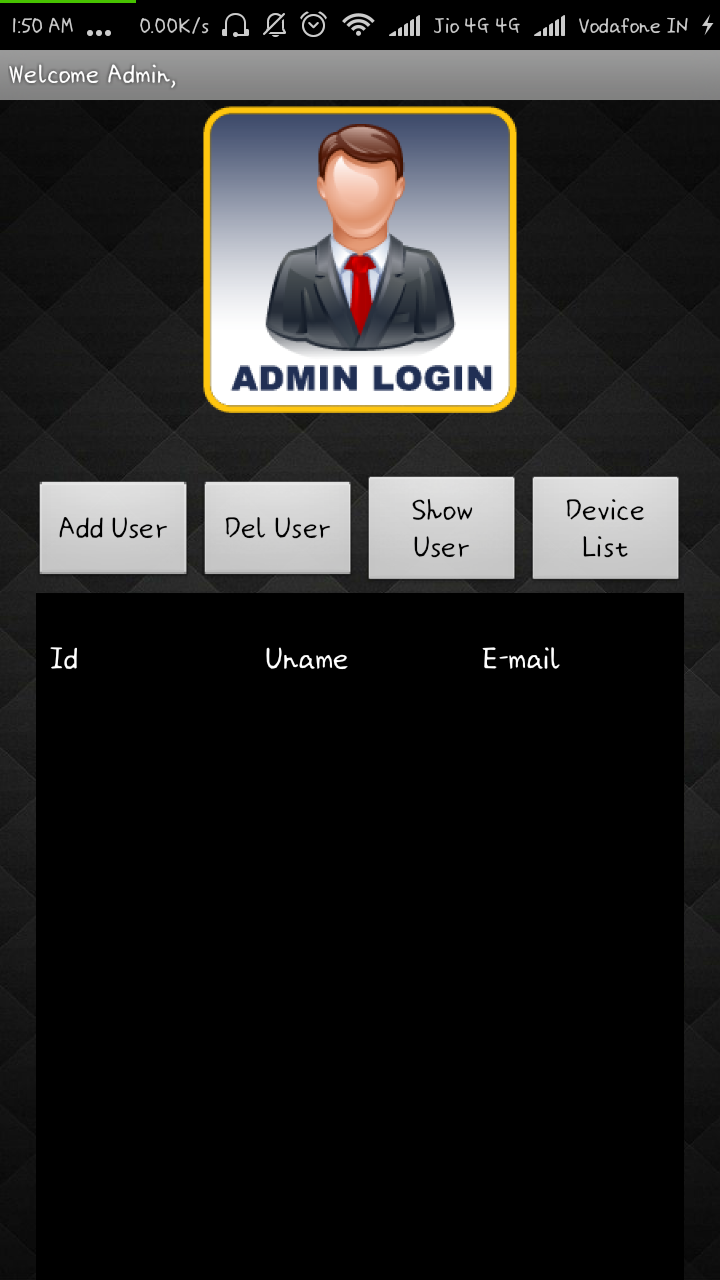 1:50 AM ... 0.00K/s Jio 4G 4G Vodafone IN
Welcome Admin,
ADMIN LOGIN
Add User Del User Show User Device List
Id Uname E-mail